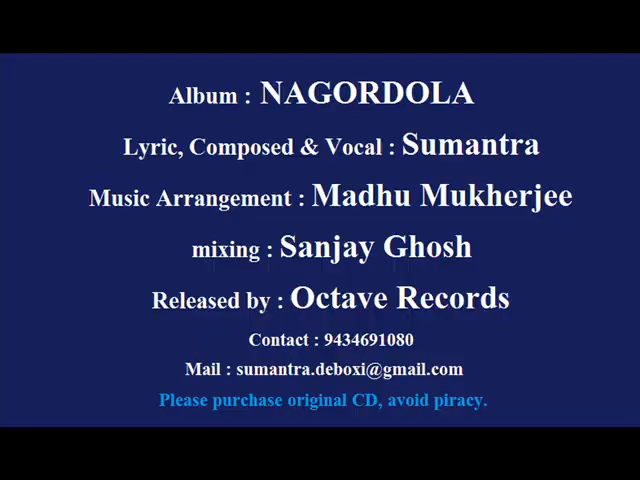 Album : NAGORDOLA
Lyric, Composed & Vocal : Sumantra
Music Arrangement : Madhu Mukherjee
mixing : Sanjay Ghosh
Released by : Octave Records
Contact : 9434691080
Mail : sumantra.deboxi@gmail.com
Please purchase original CD, avoid piracy.